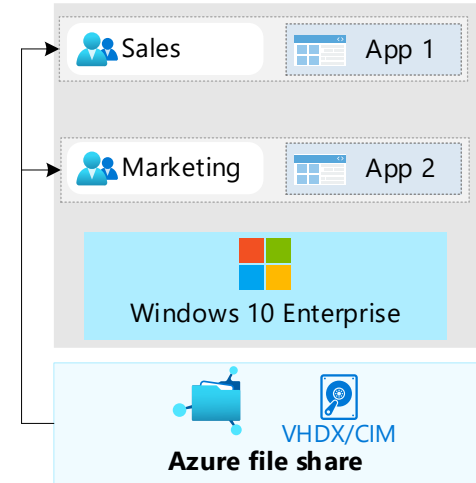 Sales
App 1
Marketing
App 2
Windows 10 Enterprise
VHDX/CIM
Azure file share